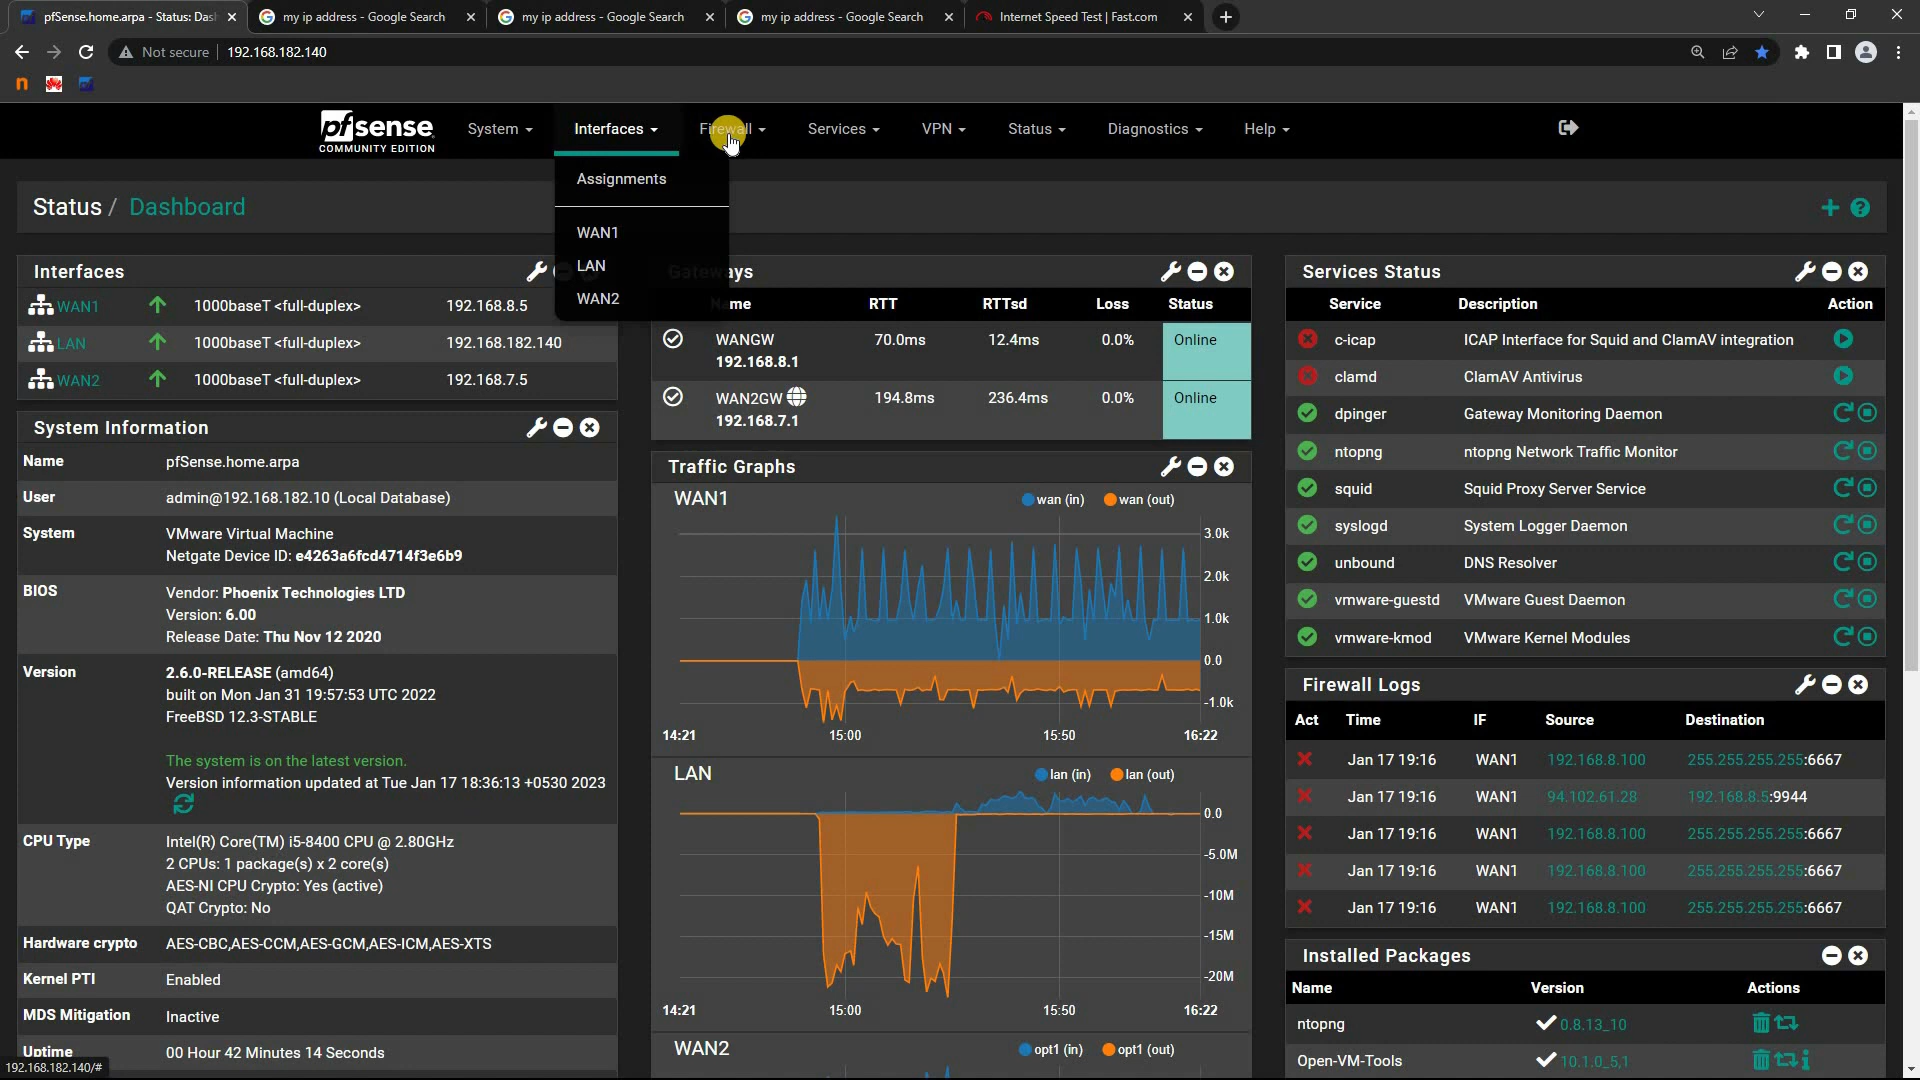 pfSense.home.arpa - Status: Dash
my ip address - Google Search
my ip address - Google Search
my ip address - Google Search
Internet Speed Test | Fast.com
Not secure
192.168.182.140
n
pfsense
COMMUNITY EDITION
System
Interfaces
Firewall
Services
VPN
Status
Diagnostics
Help
Assignments
WAN1
LAN
WAN2
Status / Dashboard
Interfaces
WAN1 1000baseT <full-duplex> 192.168.8.5
LAN 1000baseT <full-duplex> 192.168.182.140
WAN2 1000baseT <full-duplex> 192.168.7.5
System Information
Name pfSense.home.arpa
User admin@192.168.182.10 (Local Database)
System VMware Virtual Machine
Netgate Device ID: e4263a6fcd4714f3e6b9
BIOS Vendor: Phoenix Technologies LTD
Version: 6.00
Release Date: Thu Nov 12 2020
Version 2.6.0-RELEASE (amd64)
built on Mon Jan 31 19:57:53 UTC 2022
FreeBSD 12.3-STABLE
The system is on the latest version.
Version information updated at Tue Jan 17 18:36:13 +0530 2023
CPU Type Intel(R) Core(TM) i5-8400 CPU @ 2.80GHz
2 CPUs: 1 package(s) x 2 core(s)
AES-NI CPU Crypto: Yes (active)
QAT Crypto: No
Hardware crypto AES-CBC,AES-CCM,AES-GCM,AES-ICM,AES-XTS
Kernel PTI Enabled
MDS Mitigation Inactive
Uptime 00 Hour 42 Minutes 14 Seconds
192.168.182.140/#
Gateways
me RTT RTTsd Loss Status
WANGW 70.0ms 12.4ms 0.0% Online
192.168.8.1
WAN2GW 194.8ms 236.4ms 0.0% Online
192.168.7.1
Traffic Graphs
WAN1
wan (in) wan (out)
3.0k
2.0k
1.0k
0.0
-1.0k
14:21 15:00 15:50 16:22
LAN
lan (in) lan (out)
0.0
-5.0M
-10M
-15M
-20M
14:21 15:00 15:50 16:22
WAN2
opt1 (in) opt1 (out)
Services Status
Service Description Action
c-icap ICAP Interface for Squid and ClamAV integration
clamd ClamAV Antivirus
dpinger Gateway Monitoring Daemon
ntopng ntopng Network Traffic Monitor
squid Squid Proxy Server Service
syslogd System Logger Daemon
unbound DNS Resolver
vmware-guestd VMware Guest Daemon
vmware-kmod VMware Kernel Modules
Firewall Logs
Act Time IF Source Destination
Jan 17 19:16 WAN1 192.168.8.100 255.255.255.255:6667
Jan 17 19:16 WAN1 94.102.61.28 192.168.8.5:9944
Jan 17 19:16 WAN1 192.168.8.100 255.255.255.255:6667
Jan 17 19:16 WAN1 192.168.8.100 255.255.255.255:6667
Jan 17 19:16 WAN1 192.168.8.100 255.255.255.255:6667
Installed Packages
Name Version Actions
ntopng 0.8.13_10
Open-VM-Tools 10.1.0_5,1